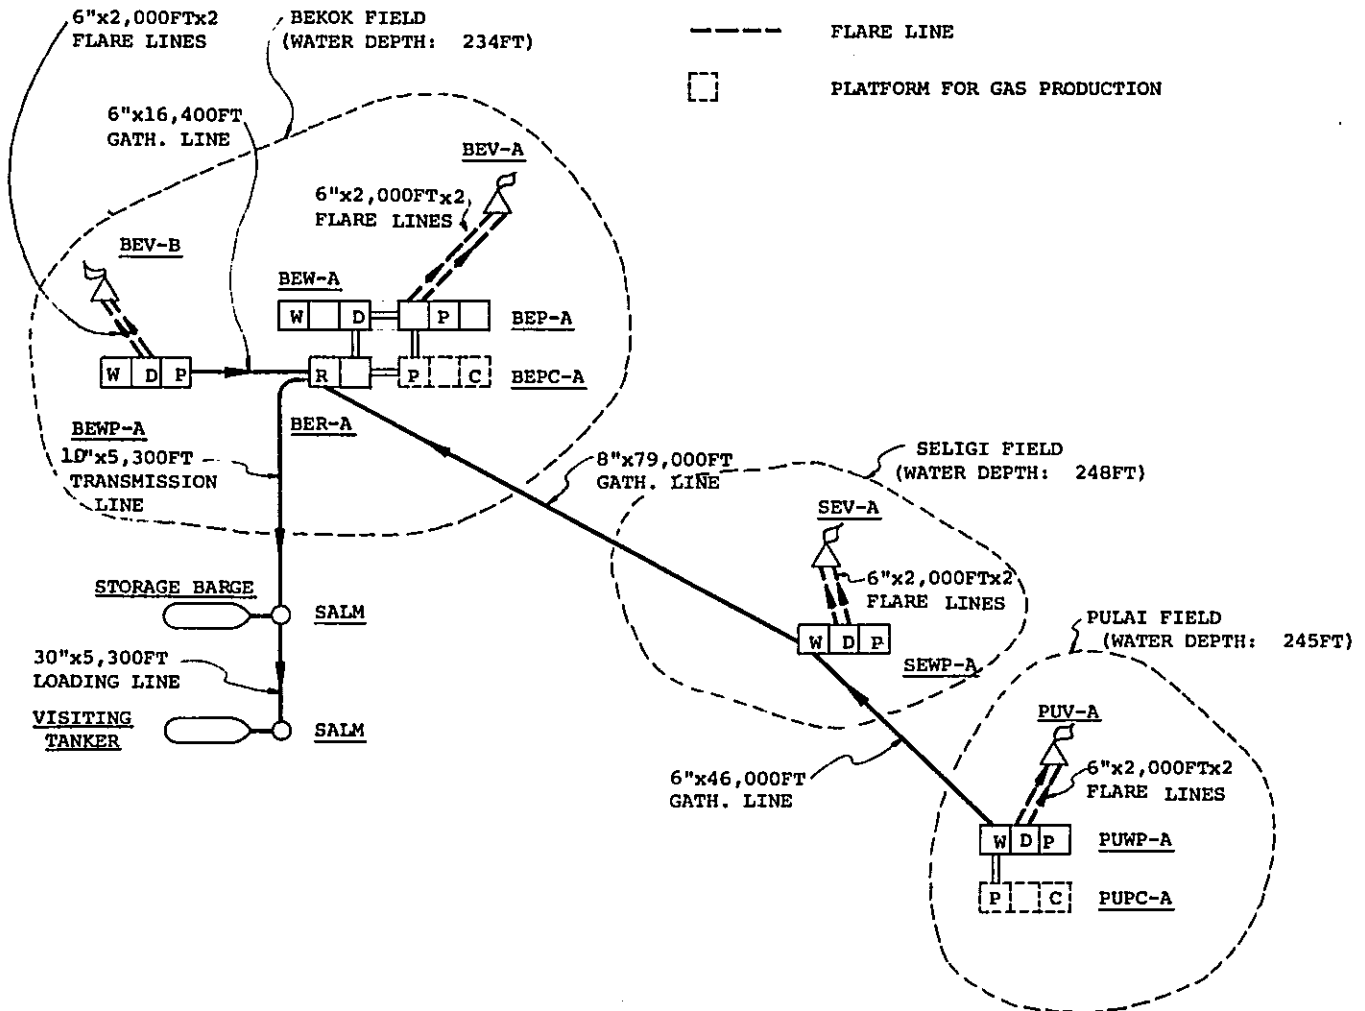 6"x2,000FTx2
FLARE LINES
BEKOK FIELD
(WATER DEPTH: 234FT)
FLARE LINE
PLATFORM FOR GAS PRODUCTION
6"x16,400FT
GATH. LINE
BEV-A
6"x2,000FTx2
FLARE LINES
BEV-B
BEW-A
W D P
BEP-A
W D P
R P C
BEPC-A
BEWP-A
BER-A
10"x5,300FT
TRANSMISSION
LINE
8"x79,000FT
GATH. LINE
SELIGI FIELD
(WATER DEPTH: 248FT)
SEV-A
6"x2,000FTx2
FLARE LINES
STORAGE BARGE
SALM
W D P
SEWP-A
PULAI FIELD
(WATER DEPTH: 245FT)
30"x5,300FT
LOADING LINE
VISITING
TANKER
SALM
PUV-A
6"x2,000FTx2
FLARE LINES
6"x46,000FT
GATH. LINE
W D P
PUWP-A
P C
PUPC-A